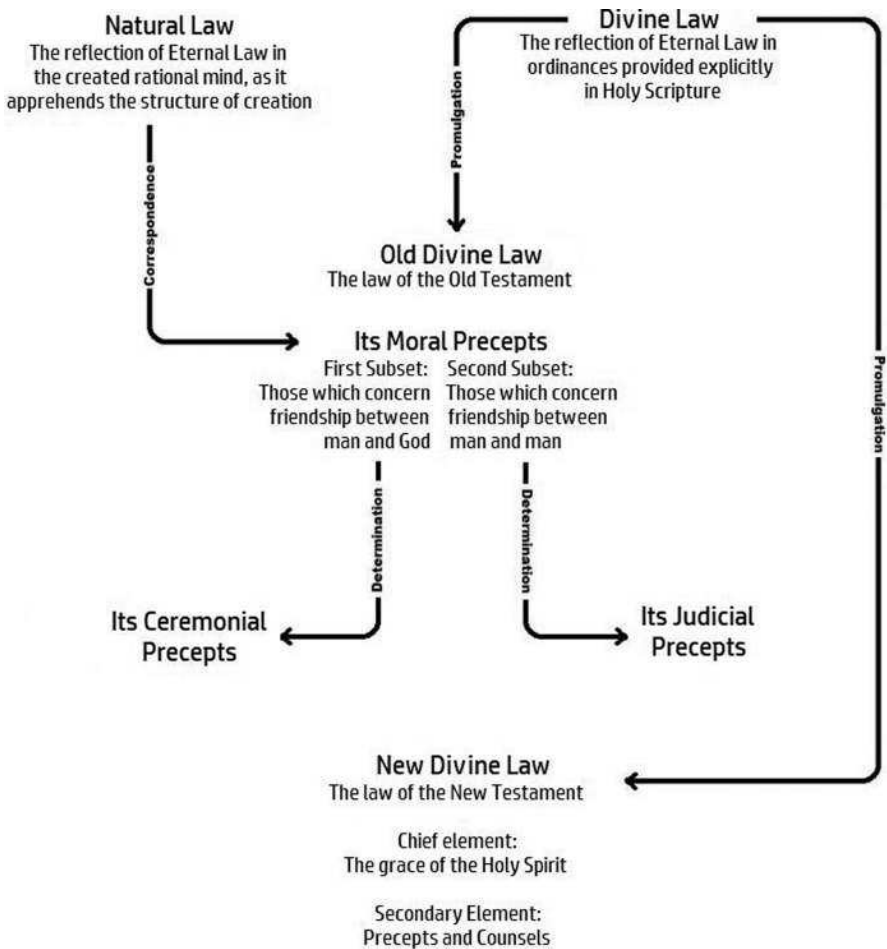 Natural Law
The reflection of Eternal Law in
the created rational mind, as it
apprehends the structure of creation
Divine Law
The reflection of Eternal Law in
ordinances provided explicitly
in Holy Scripture
Correspondence
Promulgation
Promulgation
Old Divine Law
The law of the Old Testament
Its Moral Precepts
First Subset:
Those which concern
friendship between
man and God
Second Subset:
Those which concern
friendship between
man and man
Determination
Determination
Its Ceremonial
Precepts
Its Judicial
Precepts
New Divine Law
The law of the New Testament
Chief element:
The grace of the Holy Spirit
Secondary Element:
Precepts and Counsels